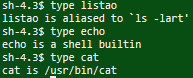 sh-4.3$ type listao
listao is aliased to `ls -lart'
sh-4.3$ type echo
echo is a shell builtin
sh-4.3$ type cat
cat is /usr/bin/cat